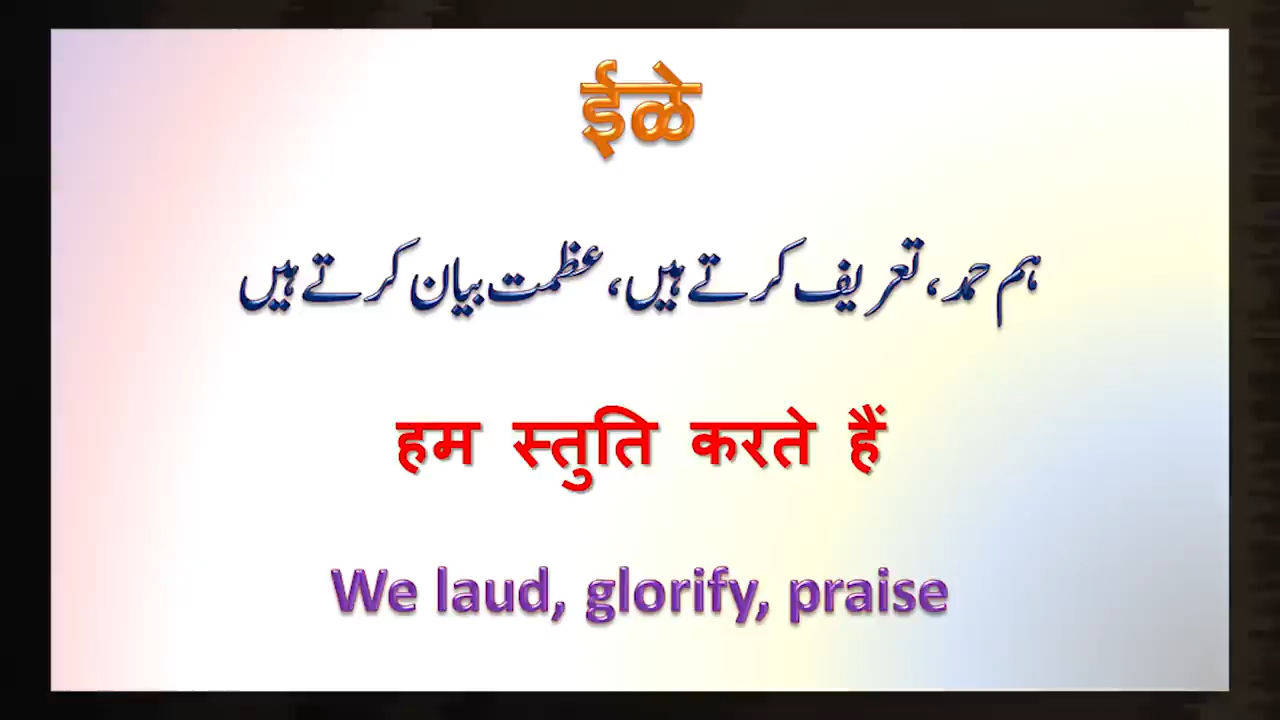 ईळे
ہم حمد، تعریف کرتے ہیں، عظمت بیان کرتے ہیں
हम स्तुति करते हैं
We laud, glorify, praise